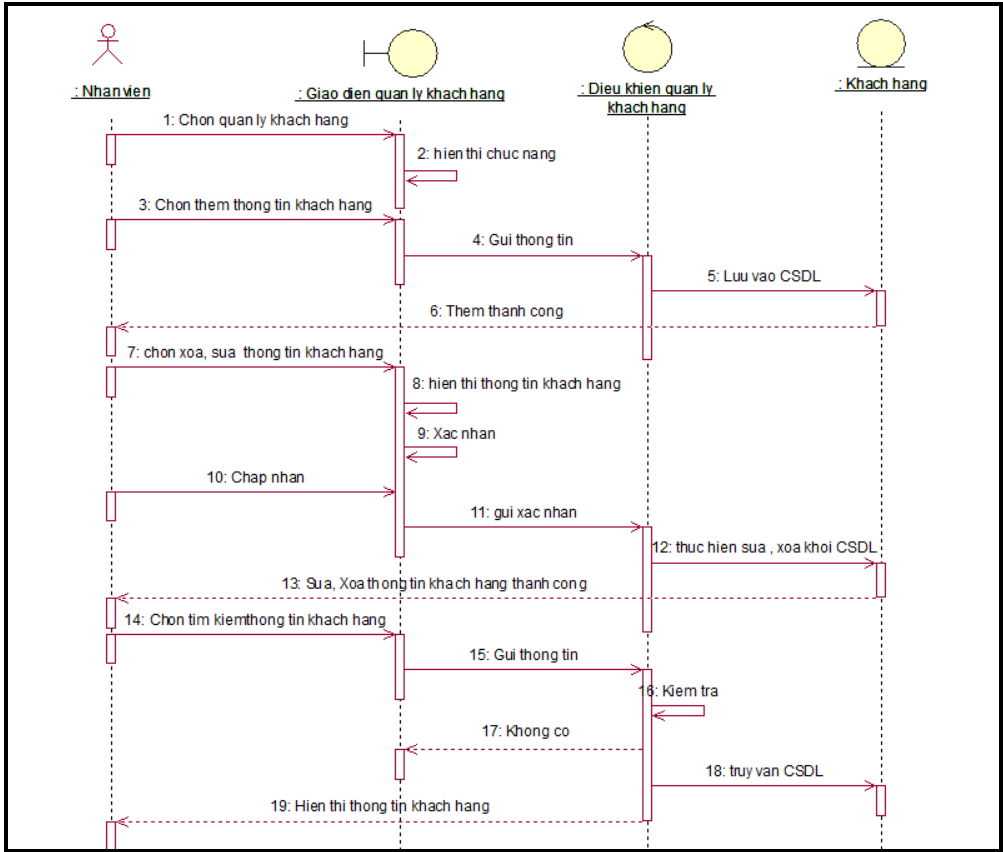 : Nhan vien
: Giao dien quan ly khach hang
: Dieu khien quan ly
khach hang
: Khach hang
1: Chon quan ly khach hang
2: hien thi chuc nang
3: Chon them thong tin khach hang
4: Gui thong tin
5: Luu vao CSDL
6: Them thanh cong
7: chon xoa, sua thong tin khach hang
8: hien thi thong tin khach hang
9: Xac nhan
10: Chap nhan
11: gui xac nhan
12: thuc hien sua , xoa khoi CSDL
13: Sua, Xoa thong tin khach hang thanh cong
14: Chon tim kiemthong tin khach hang
15: Gui thong tin
16: Kiem tra
17: Khong co
18: truy van CSDL
19: Hien thi thong tin khach hang